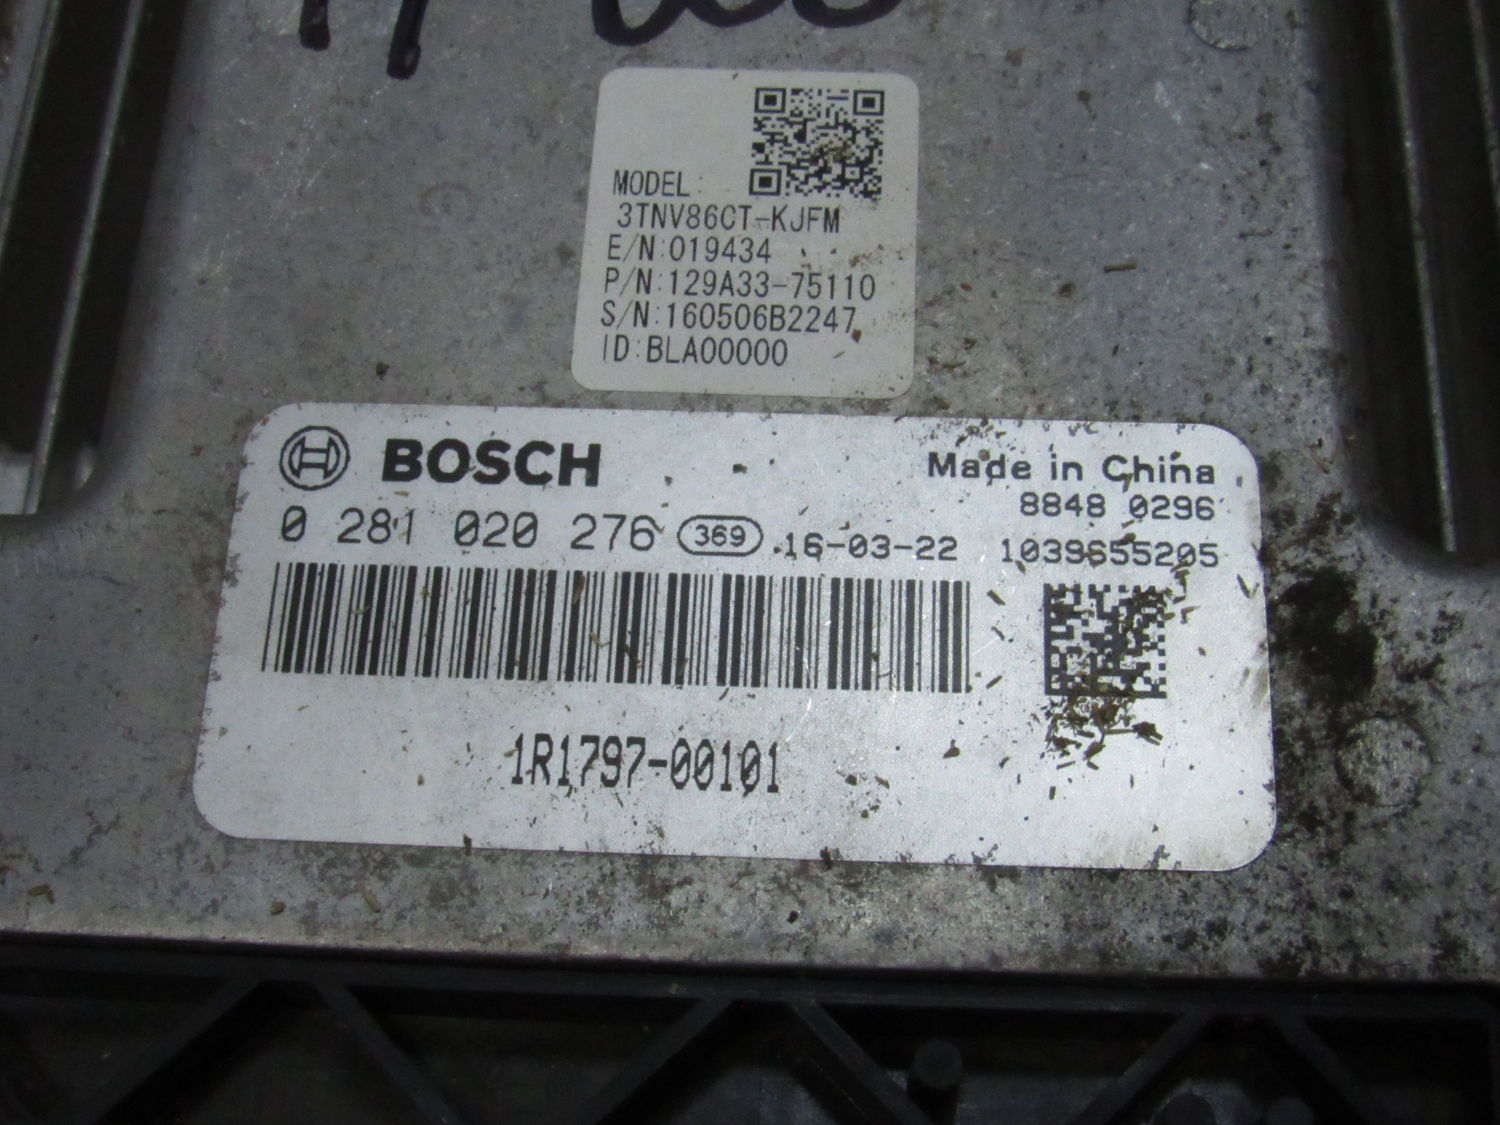 MODEL:
3TNV86CT-KJFM
E/N:019434
P/N:129A33-75110
S/N:160506B2247
ID:BLA00000
BOSCH
Made in China
8848 0296
0 281 020 276 369 16-03-22 1039655205
1R1797-00101